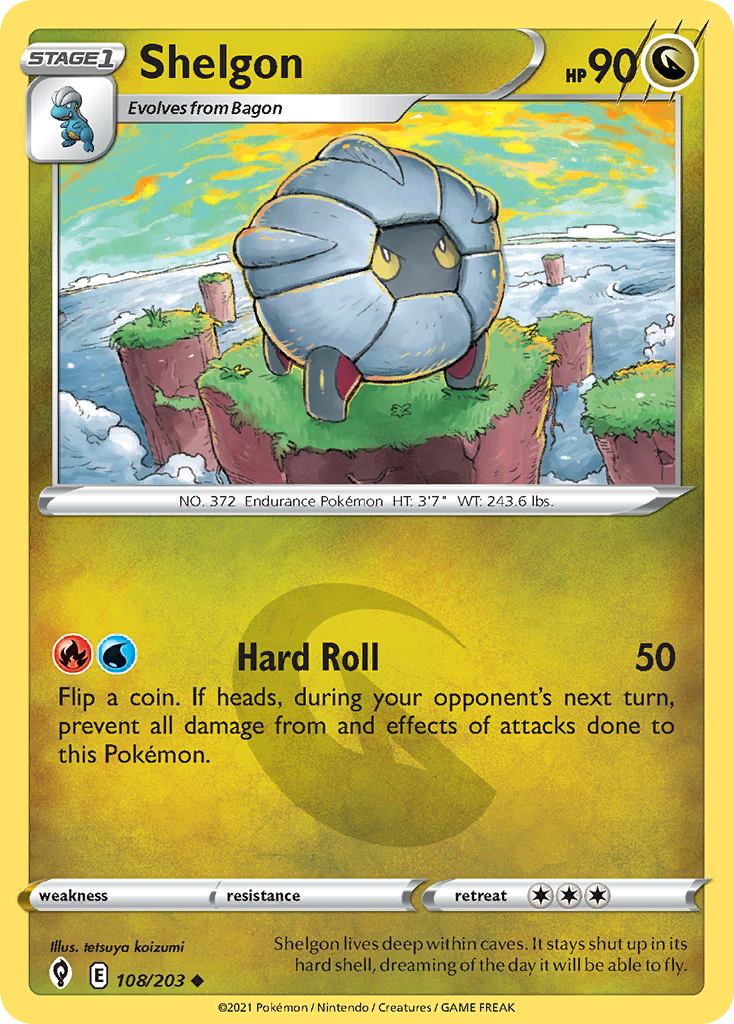 STAGE1
Shelgon
HP90
Evolves from Bagon
NO. 372 Endurance Pokémon HT: 3'7" WT: 243.6 lbs.
Hard Roll 50
Flip a coin. If heads, during your opponent's next turn,
prevent all damage from and effects of attacks done to
this Pokémon.
weakness resistance retreat
Illus. tetsuya koizumi
Shelgon lives deep within caves. It stays shut up in its
hard shell, dreaming of the day it will be able to fly.
E 108/203
©2021 Pokémon / Nintendo / Creatures / GAME FREAK